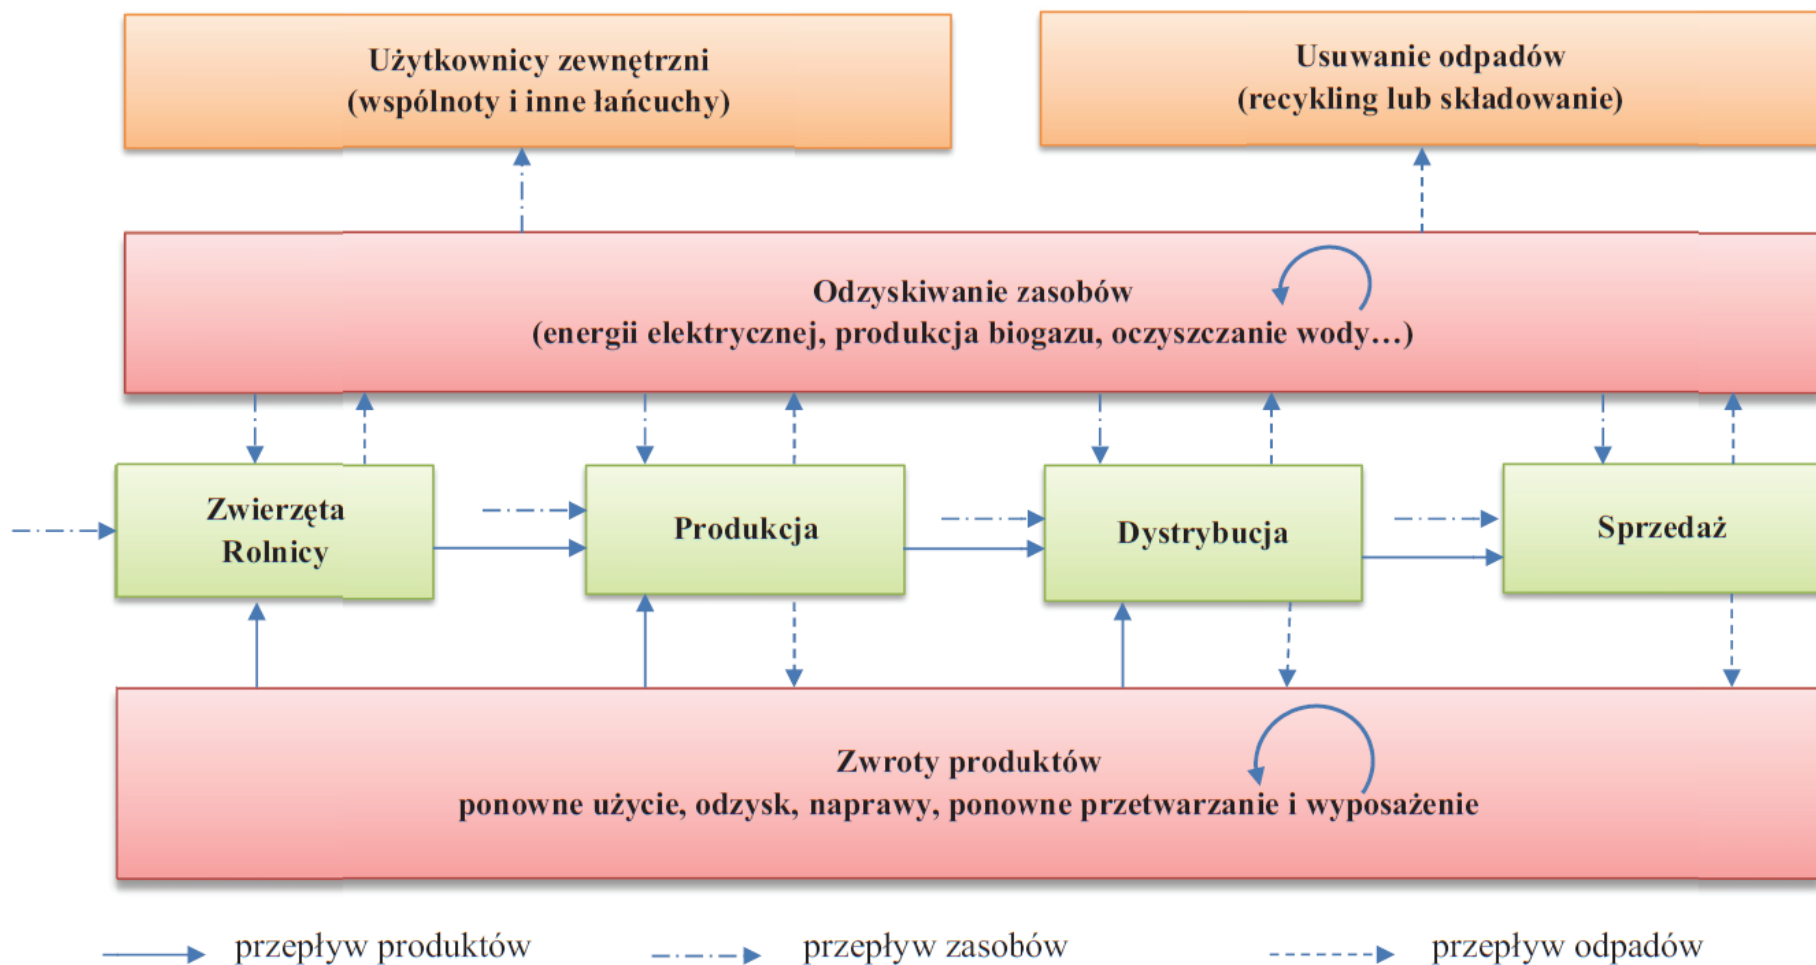 Użytkownicy zewnętrzni
(wspólnoty i inne łańcuchy)
Usuwanie odpadów
(recykling lub składowanie)
Odzyskiwanie zasobów
(energii elektrycznej, produkcja biogazu, oczyszczanie wody…)
Zwierzęta
Rolnicy
Produkcja
Dystrybucja
Sprzedaż
Zwroty produktów
ponowne użycie, odzysk, naprawy, ponowne przetwarzanie i wyposażenie
przepływ produktów
przepływ zasobów
przepływ odpadów